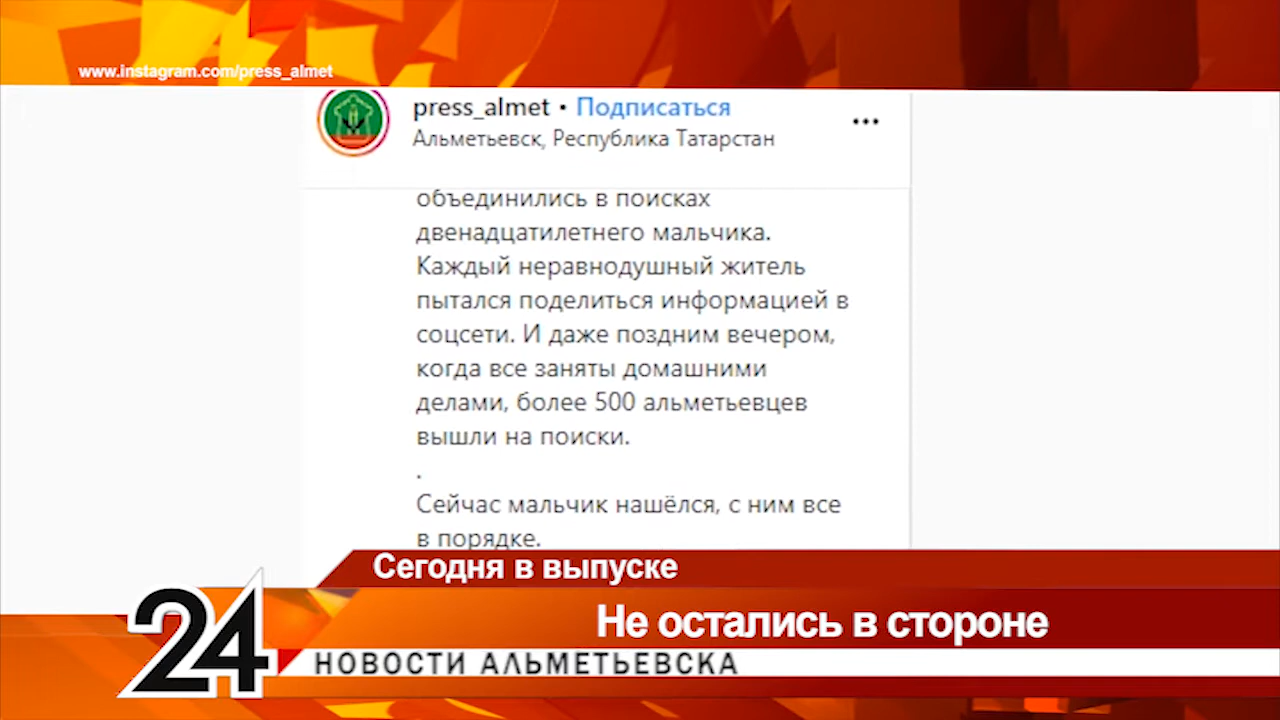 www.instagram.com/press_almet
press_almet • Подписаться
Альметьевск, Республика Татарстан
объединились в поисках
двенадцатилетнего мальчика.
Каждый неравнодушный житель
пытался поделиться информацией в
соцсети. И даже поздним вечером,
когда все заняты домашними
делами, более 500 альметьевцев
вышли на поиски.
.
Сейчас мальчик нашёлся, с ним все
в порядке.
Сегодня в выпуске
Не остались в стороне
24
НОВОСТИ АЛЬМЕТЬЕВСКА